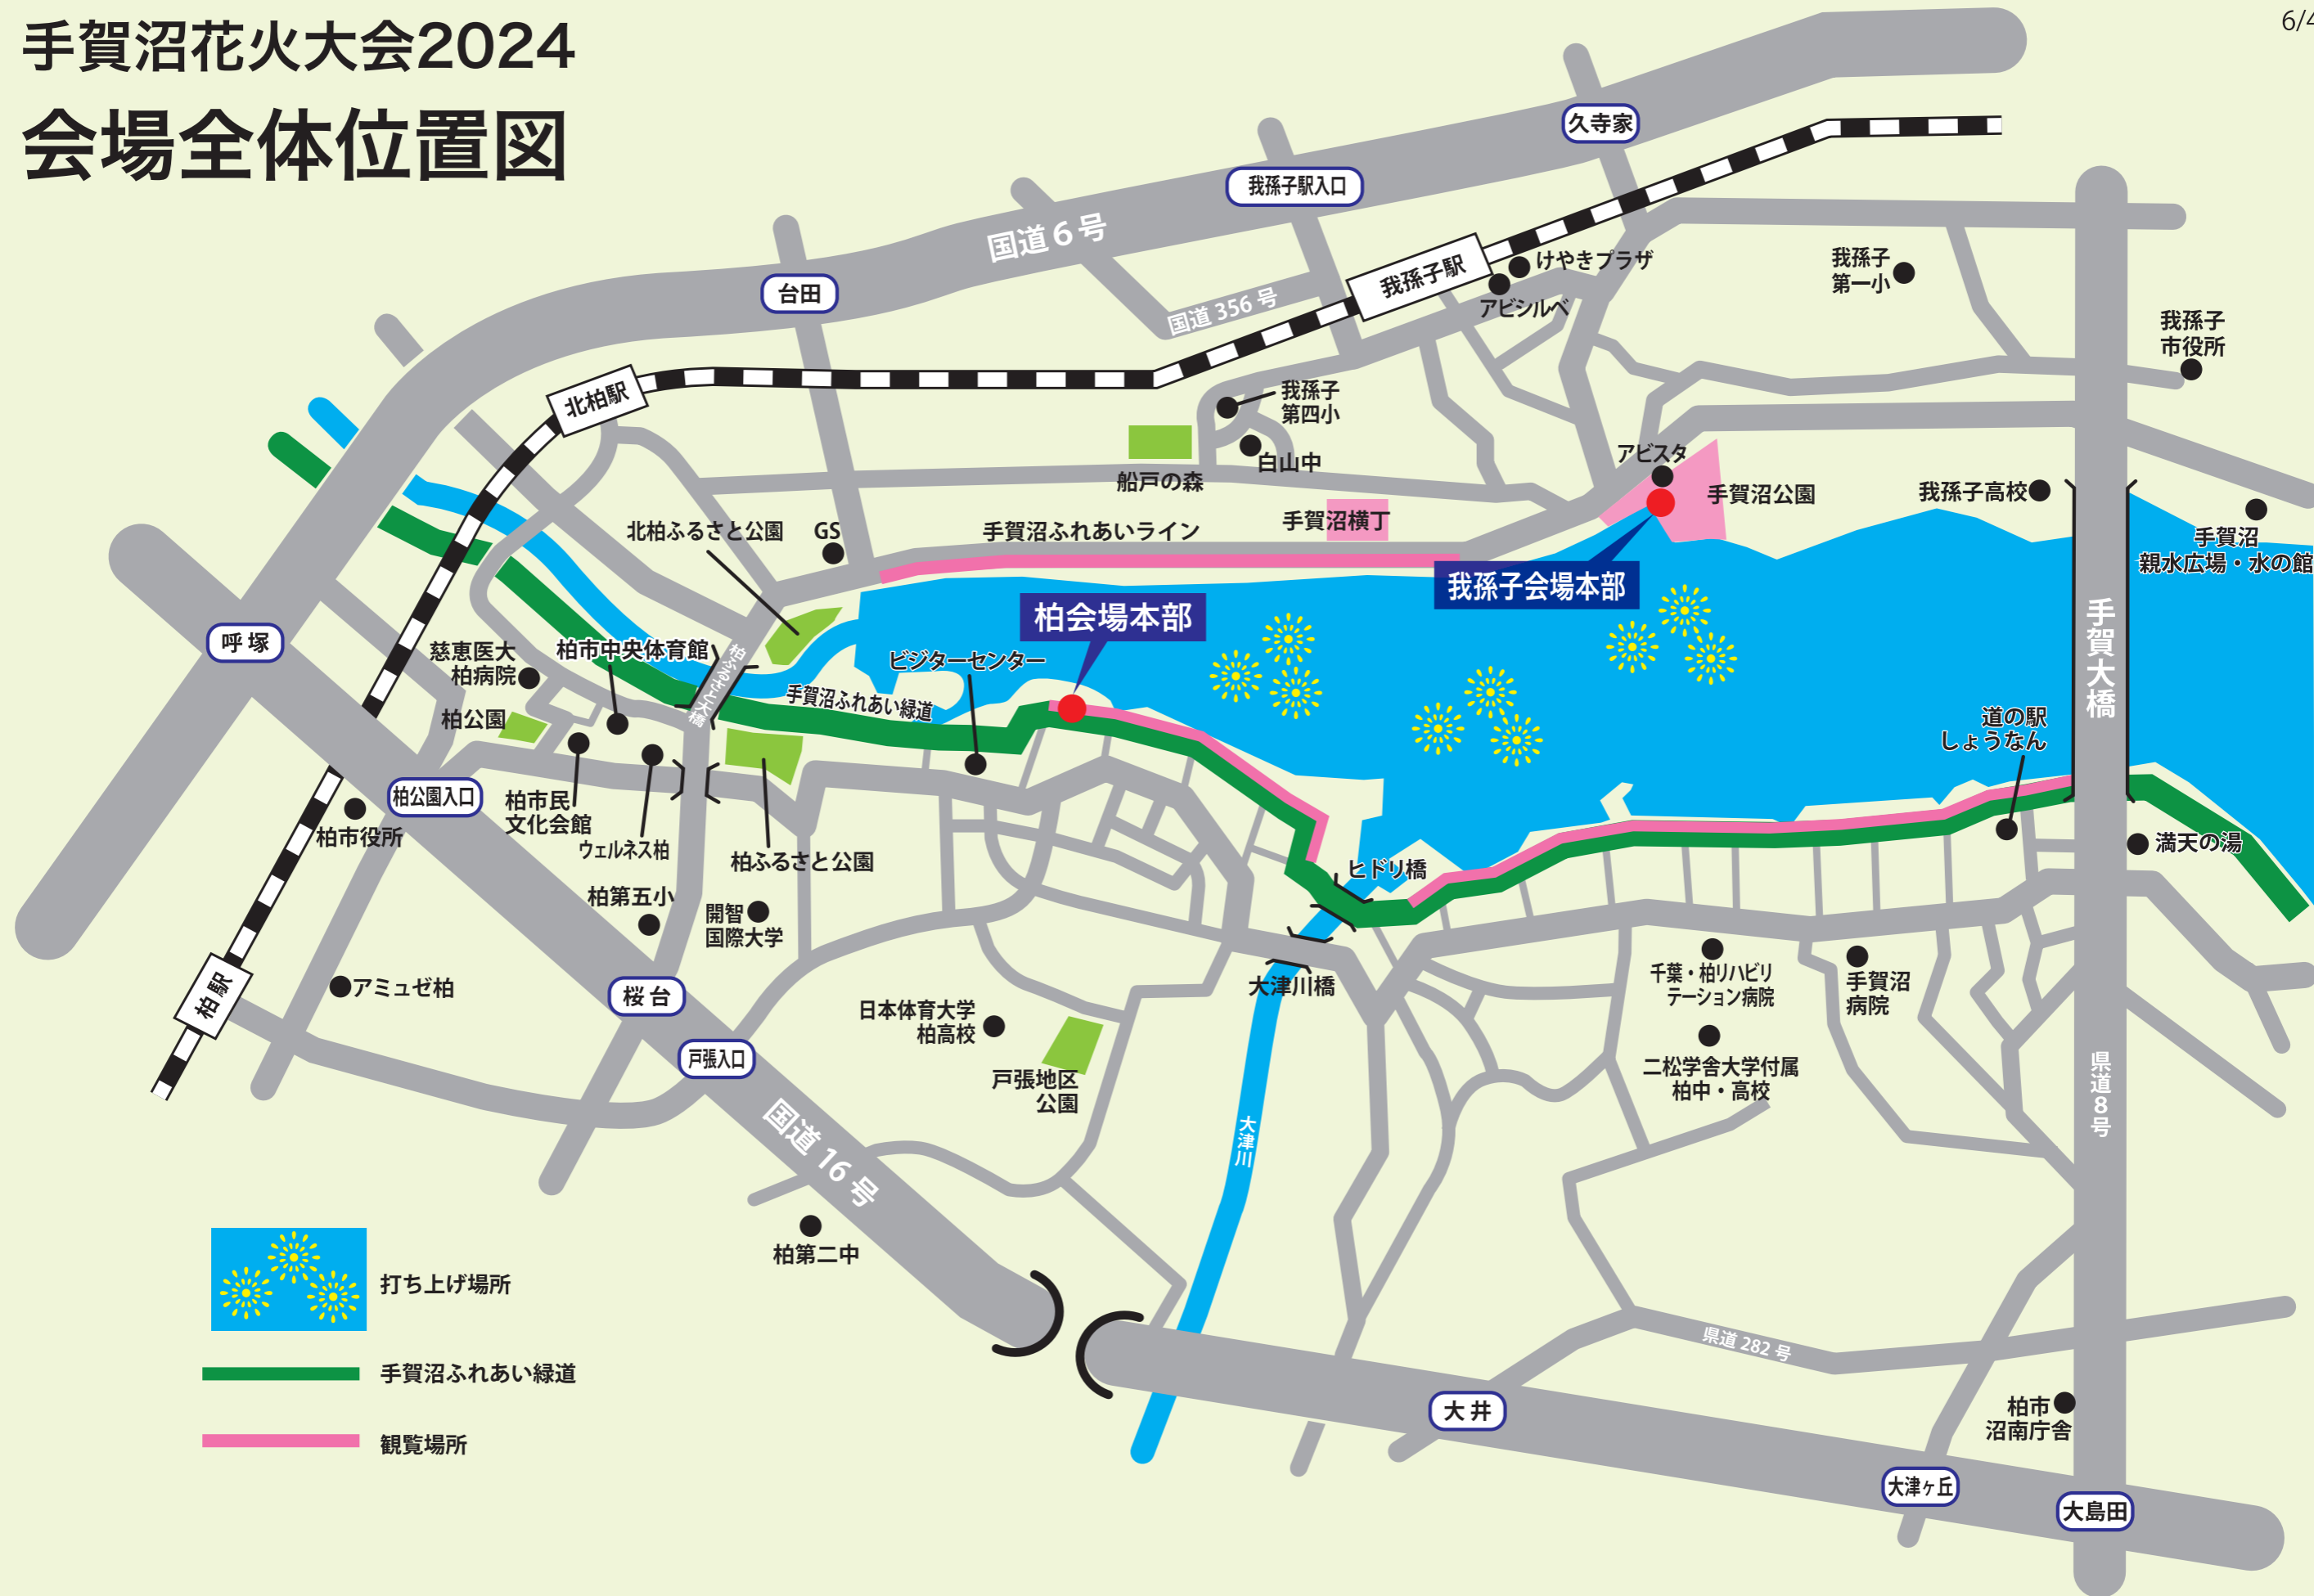 手賀沼花火大会2024
会場全体位置図
6/4
久寺家
我孫子駅入口
国道６号
台田
国道 356 号
我孫子駅
けやきプラザ
アビシルベ
我孫子
第一小
我孫子
市役所
北柏駅
我孫子
第四小
白山中
船戸の森
アビスタ
手賀沼公園
我孫子高校
手賀沼
親水広場・水の館
北柏ふるさと公園
GS
手賀沼ふれあいライン
手賀沼横丁
我孫子会場本部
柏会場本部
手賀大橋
呼塚
慈恵医大
柏病院
柏市中央体育館
柏ふるさと大橋
ビジターセンター
手賀沼ふれあい緑道
柏公園
道の駅
しょうなん
柏公園入口
柏市民
文化会館
柏市役所
ウェルネス柏
柏ふるさと公園
満天の湯
ヒドリ橋
柏第五小
開智
国際大学
柏駅
アミュゼ柏
桜台
大津川橋
千葉・柏リハビリ
テーション病院
手賀沼
病院
日本体育大学
柏高校
戸張入口
戸張地区
公園
二松学舎大学付属
柏中・高校
県道8号
国道 16 号
大津川
柏第二中
打ち上げ場所
手賀沼ふれあい緑道
観覧場所
県道 282 号
大井
柏市
沼南庁舎
大津ヶ丘
大島田